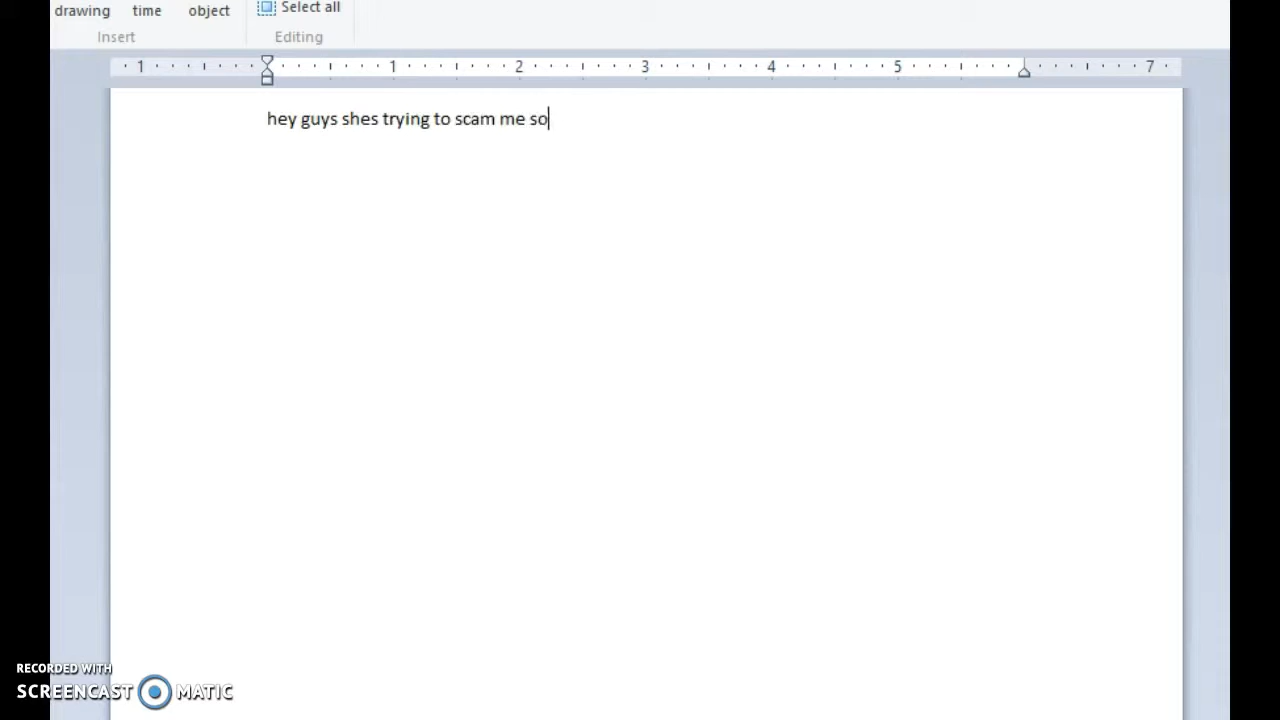 drawing time object Select all
Insert Editing
1 1 2 3 4 5 7
hey guys shes trying to scam me so
RECORDED WITH
SCREENCAST MATIC